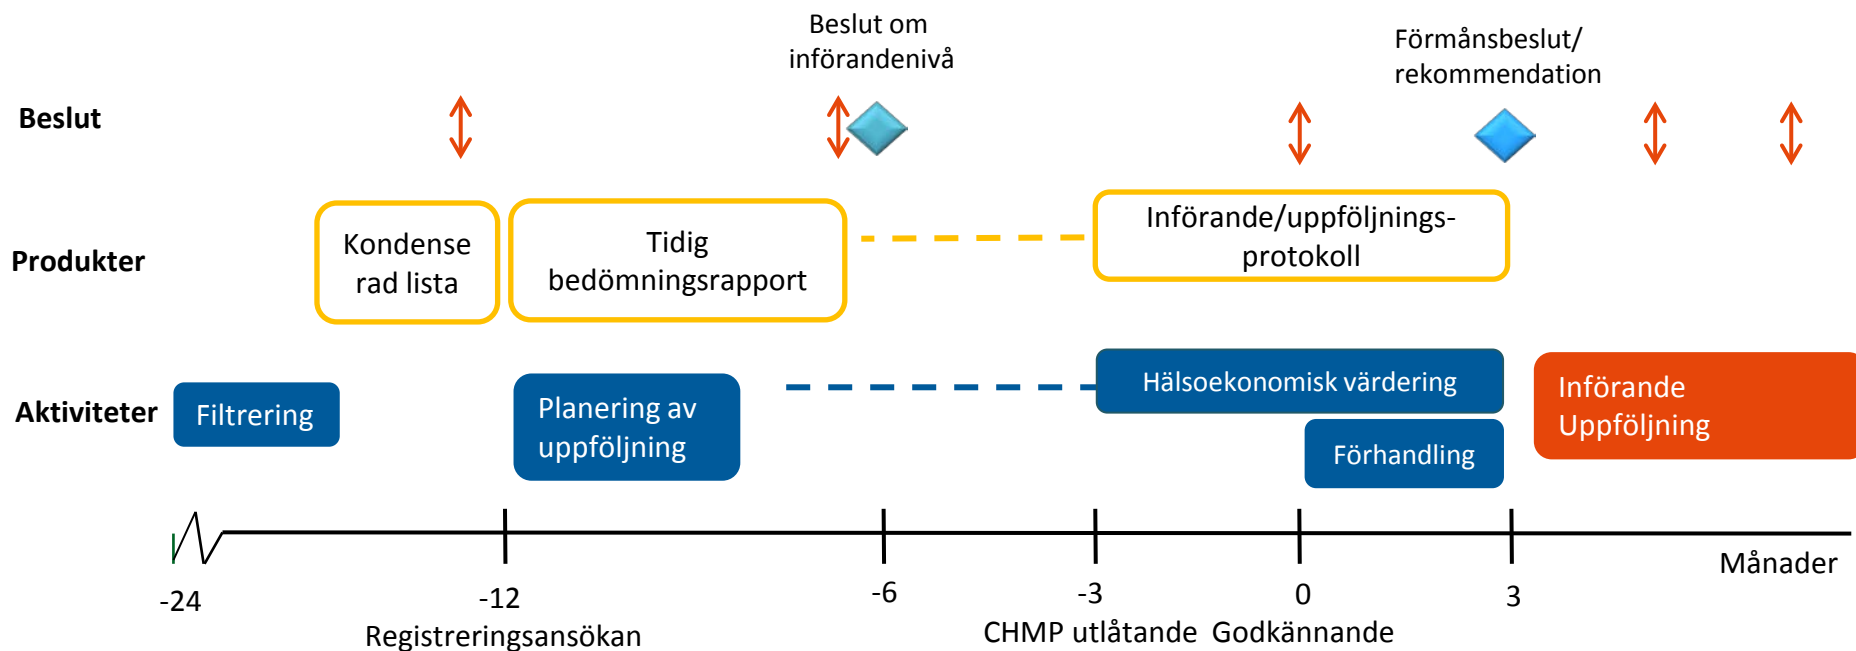 Beslut om
införandenivå
Förmånsbeslut/
rekommendation
Beslut
Produkter
Kondense
rad lista
Tidig
bedömningsrapport
Införande/uppföljnings-
protokoll
Aktiviteter
Filtrering
Planering av
uppföljning
Hälsoekonomisk värdering
Förhandling
Införande
Uppföljning
Månader
-24
-12
-6
-3
0
3
Registreringsansökan
CHMP utlåtande
Godkännande